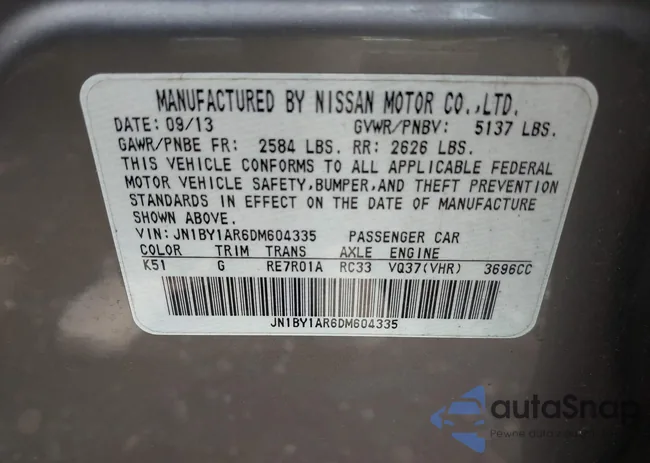 MANUFACTURED BY NISSAN MOTOR CO.,LTD.
DATE: 09/13 GVWR/PNBV: 5137 LBS.
GAWR/PNBE FR: 2584 LBS. RR: 2626 LBS.
THIS VEHICLE CONFORMS TO ALL APPLICABLE FEDERAL
MOTOR VEHICLE SAFETY,BUMPER,AND THEFT PREVENTION
STANDARDS IN EFFECT ON THE DATE OF MANUFACTURE
SHOWN ABOVE.
VIN: JN1BY1AR6DM604335 PASSENGER CAR
COLOR TRIM TRANS AXLE ENGINE
K51 G RE7R01A RC33 VQ37(VHR) 3696CC
JN1BY1AR6DM604335
autoSnap
Pewne auta